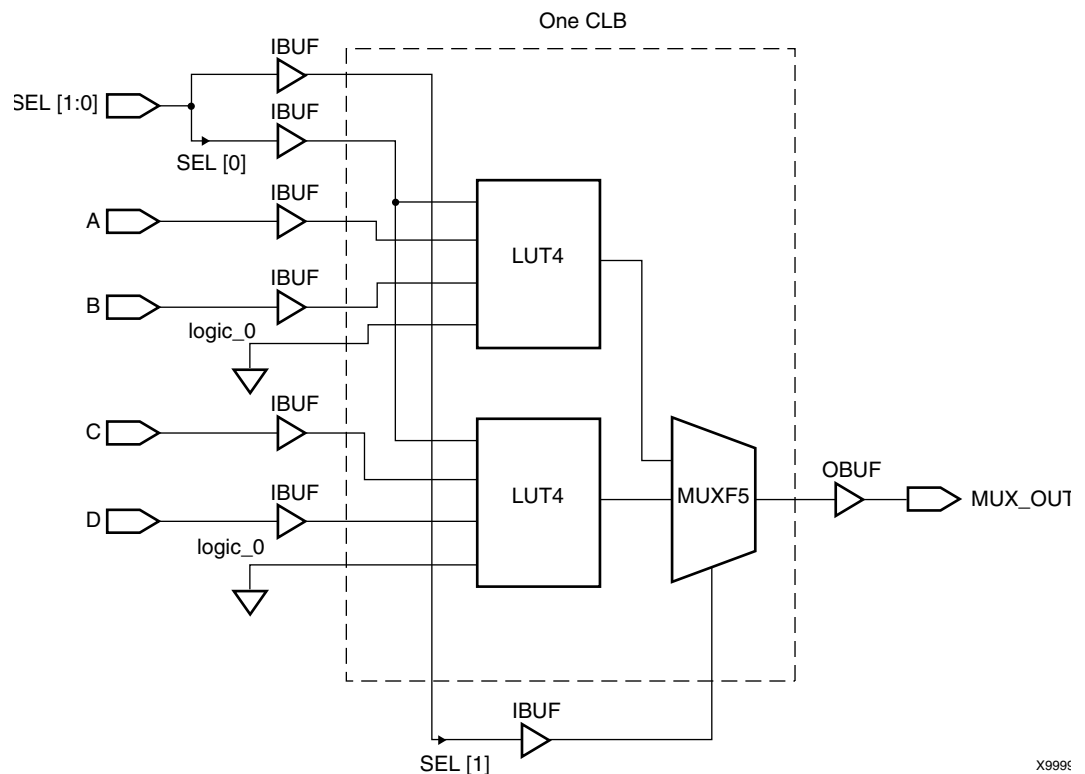 One CLB
IBUF
SEL [1:0]
IBUF
SEL [0]
IBUF
A
LUT4
IBUF
B
logic_0
IBUF
C
OBUF
LUT4
MUXF5
MUX_OUT
IBUF
D
logic_0
IBUF
SEL [1]
X9999